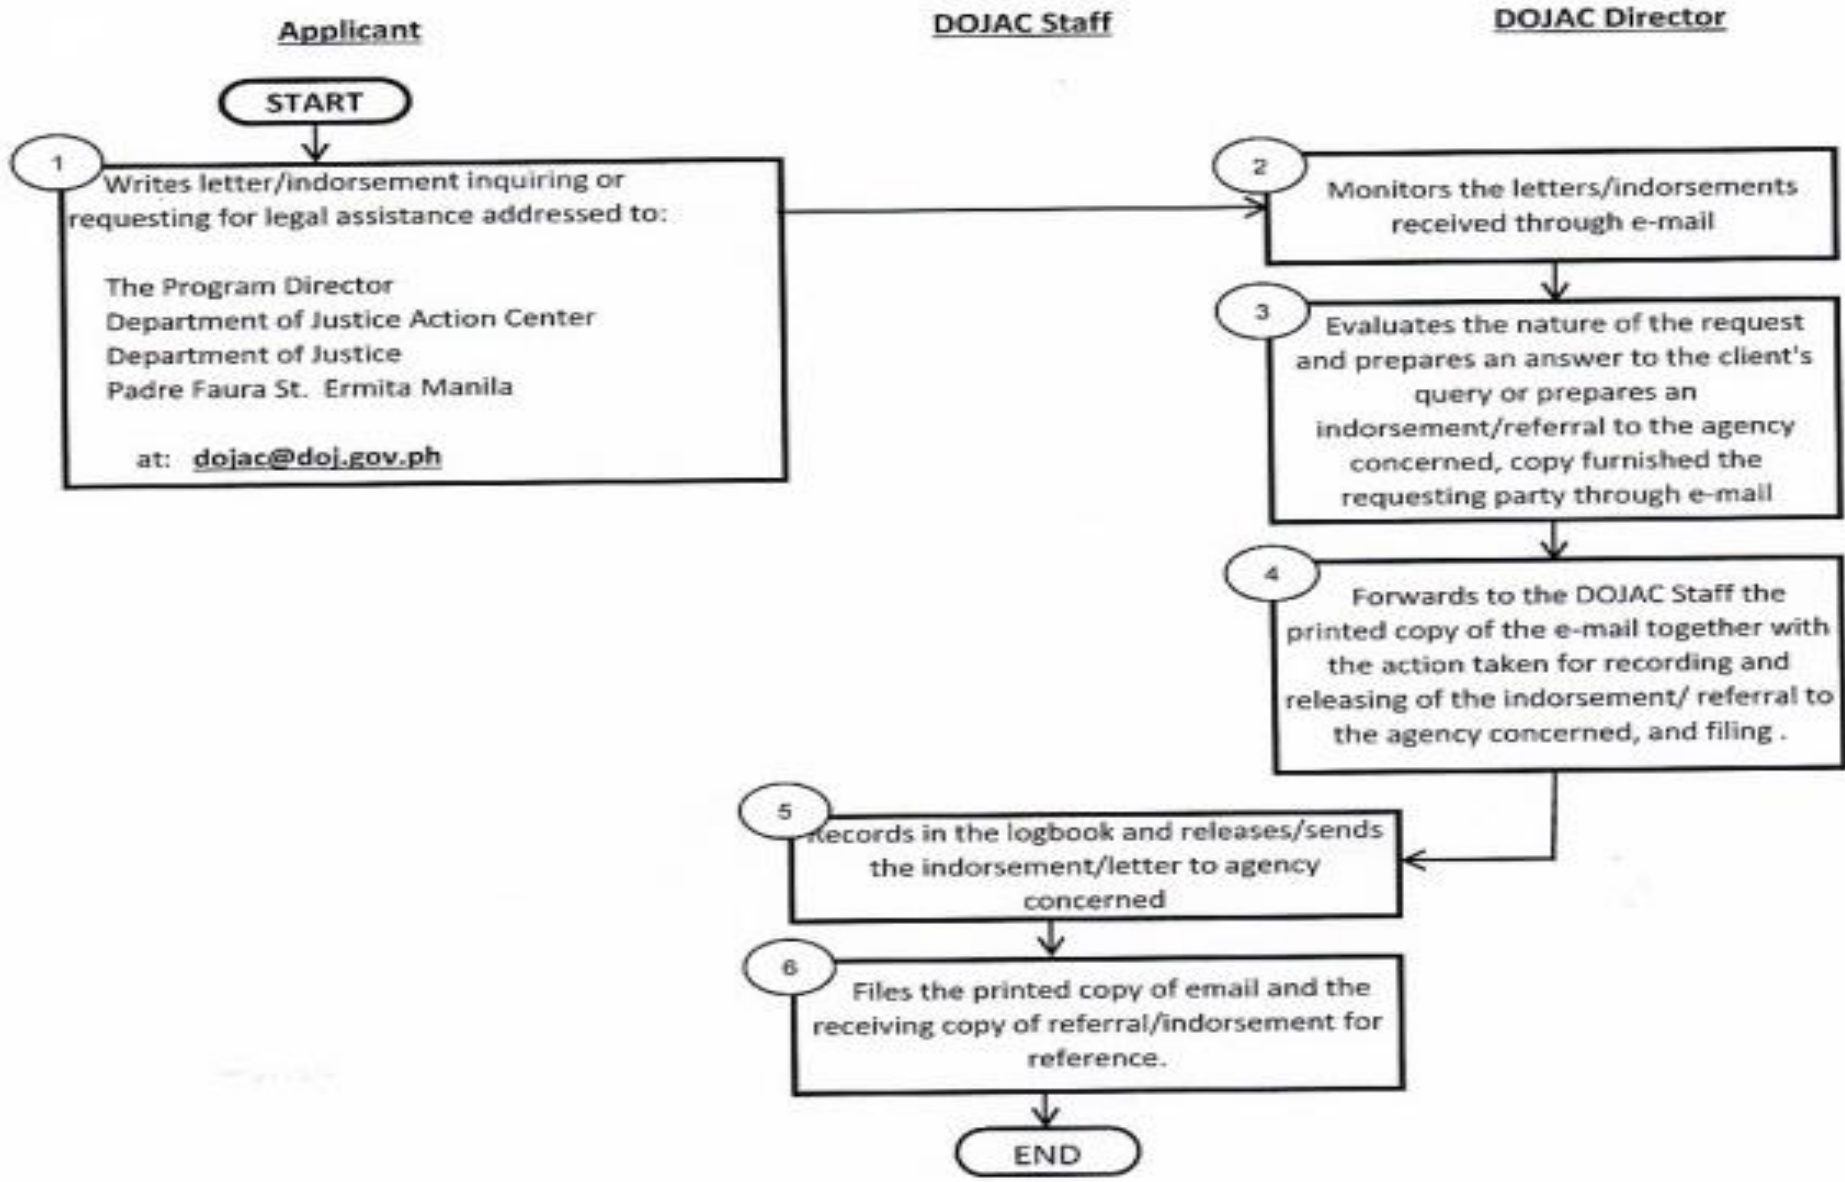 Applicant
DOJAC Staff
DOJAC Director
START
1
Writes letter/indorsement inquiring or
requesting for legal assistance addressed to:
The Program Director
Department of Justice Action Center
Department of Justice
Padre Faura St. Ermita Manila
at: dojac@doj.gov.ph
2
Monitors the letters/indorsements
received through e-mail
3
Evaluates the nature of the request
and prepares an answer to the client's
query or prepares an
indorsement/referral to the agency
concerned, copy furnished the
requesting party through e-mail
4
Forwards to the DOJAC Staff the
printed copy of the e-mail together with
the action taken for recording and
releasing of the indorsement/ referral to
the agency concerned, and filing .
5
Records in the logbook and releases/sends
the indorsement/letter to agency
concerned
6
Files the printed copy of email and the
receiving copy of referral/indorsement for
reference.
END